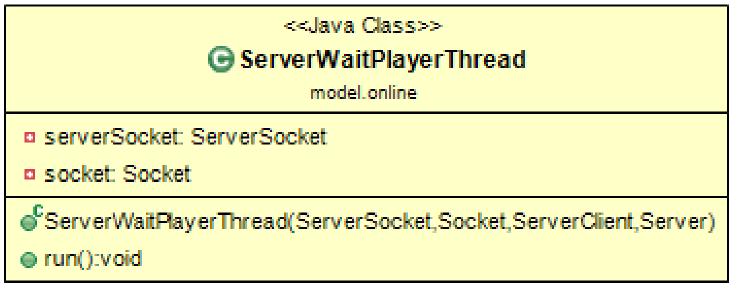 <<Java Class>>
C ServerWaitPlayerThread
model.online
serverSocket: ServerSocket
socket: Socket
C ServerWaitPlayerThread(ServerSocket,Socket,ServerClient,Server)
run():void